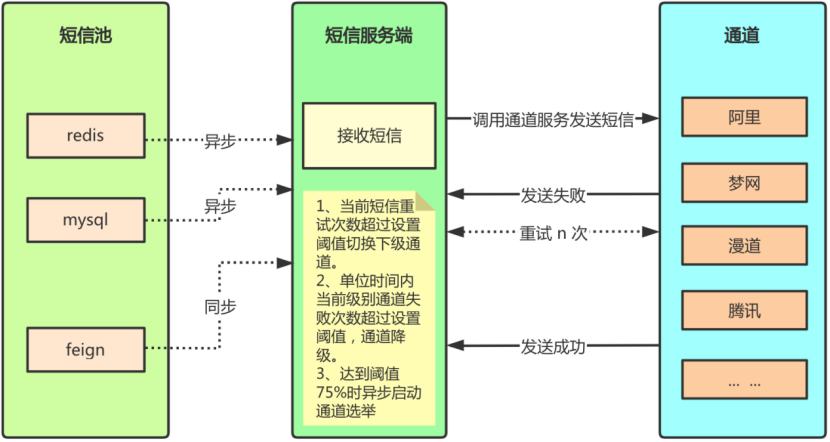 短信池
redis
mysql
feign
异步
异步
同步
短信服务端
接收短信
1、当前短信重
试次数超过设置
阈值切换下级通
道。
2、单位时间内
当前级别通道失
败次数超过设置
阈值，通道降
级。
3、达到阈值
75%时异步启动
通道选举
调用通道服务发送短信
发送失败
重试 n 次
发送成功
通道
阿里
梦网
漫道
腾讯
... ...